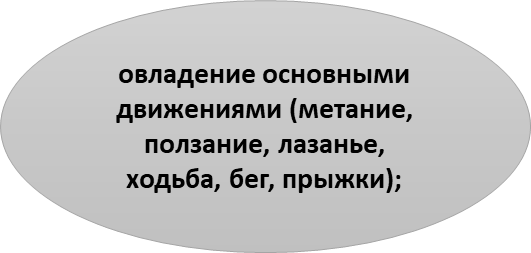 овладение основными
движениями (метание,
ползание, лазанье,
ходьба, бег, прыжки);